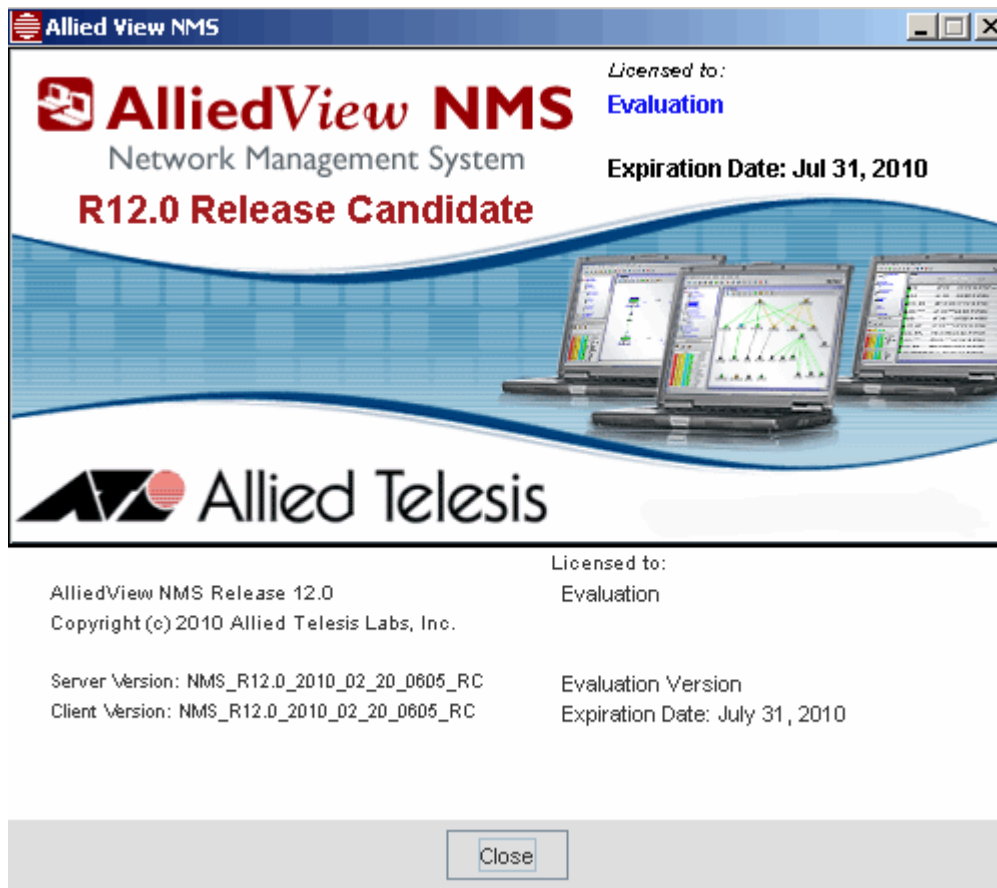 Allied View NMS
AlliedView NMS
Network Management System
R12.0 Release Candidate
Licensed to:
Evaluation
Expiration Date: Jul 31, 2010
Allied Telesis
AlliedView NMS Release 12.0
Copyright (c) 2010 Allied Telesis Labs, Inc.
Server Version: NMS_R12.0_2010_02_20_0605_RC
Client Version: NMS_R12.0_2010_02_20_0605_RC
Licensed to:
Evaluation
Evaluation Version
Expiration Date: July 31, 2010
Close